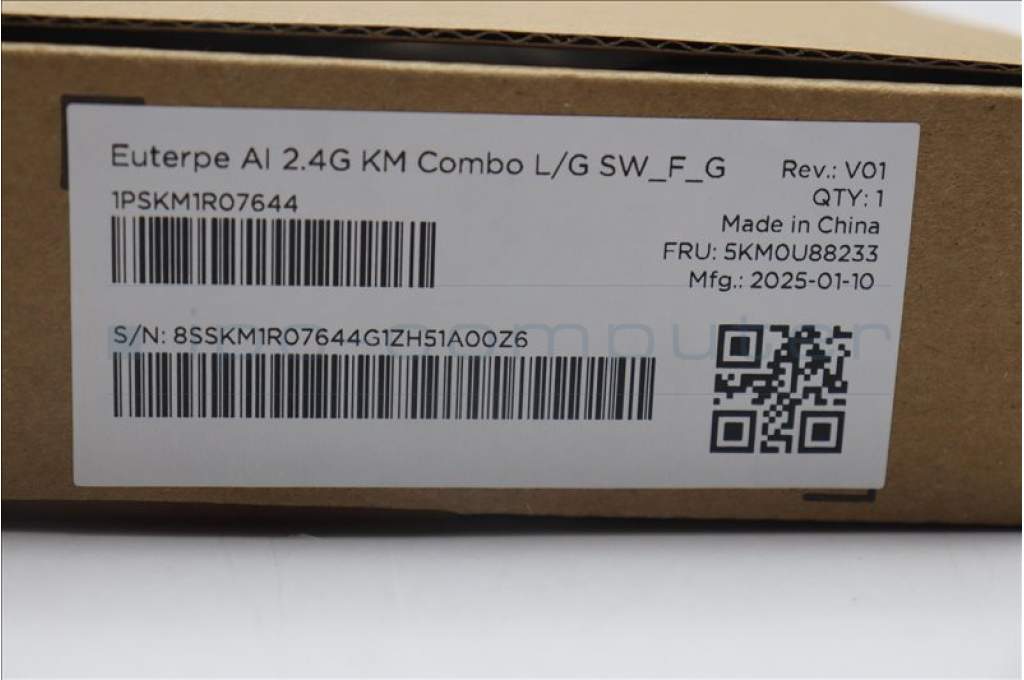 Euterpe AI 2.4G KM Combo L/G SW_F_G
1PSKM1R07644
Rev.: V01
QTY: 1
Made in China
FRU: 5KM0U88233
Mfg.: 2025-01-10
S/N: 8SSKM1R07644G1ZH51A00Z6
computer